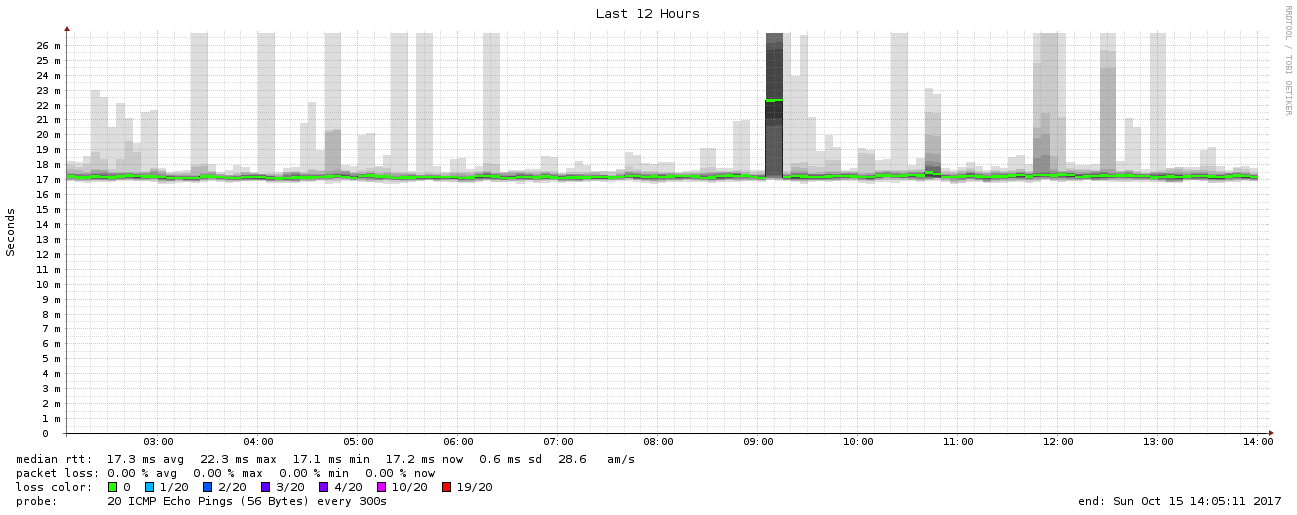 Last 12 Hours
RRDTOOL / TOBI OETIKER
Seconds
26 m
25 m
24 m
23 m
22 m
21 m
20 m
19 m
18 m
17 m
16 m
15 m
14 m
13 m
12 m
11 m
10 m
9 m
8 m
7 m
6 m
5 m
4 m
3 m
2 m
1 m
0
03:00 04:00 05:00 06:00 07:00 08:00 09:00 10:00 11:00 12:00 13:00 14:00
median rtt: 17.3 ms avg 22.3 ms max 17.1 ms min 17.2 ms now 0.6 ms sd 28.6 am/s
packet loss: 0.00 % avg 0.00 % max 0.00 % min 0.00 % now
loss color: 0 1/20 2/20 3/20 4/20 10/20 19/20
probe: 20 ICMP Echo Pings (56 Bytes) every 300s end: Sun Oct 15 14:05:11 2017